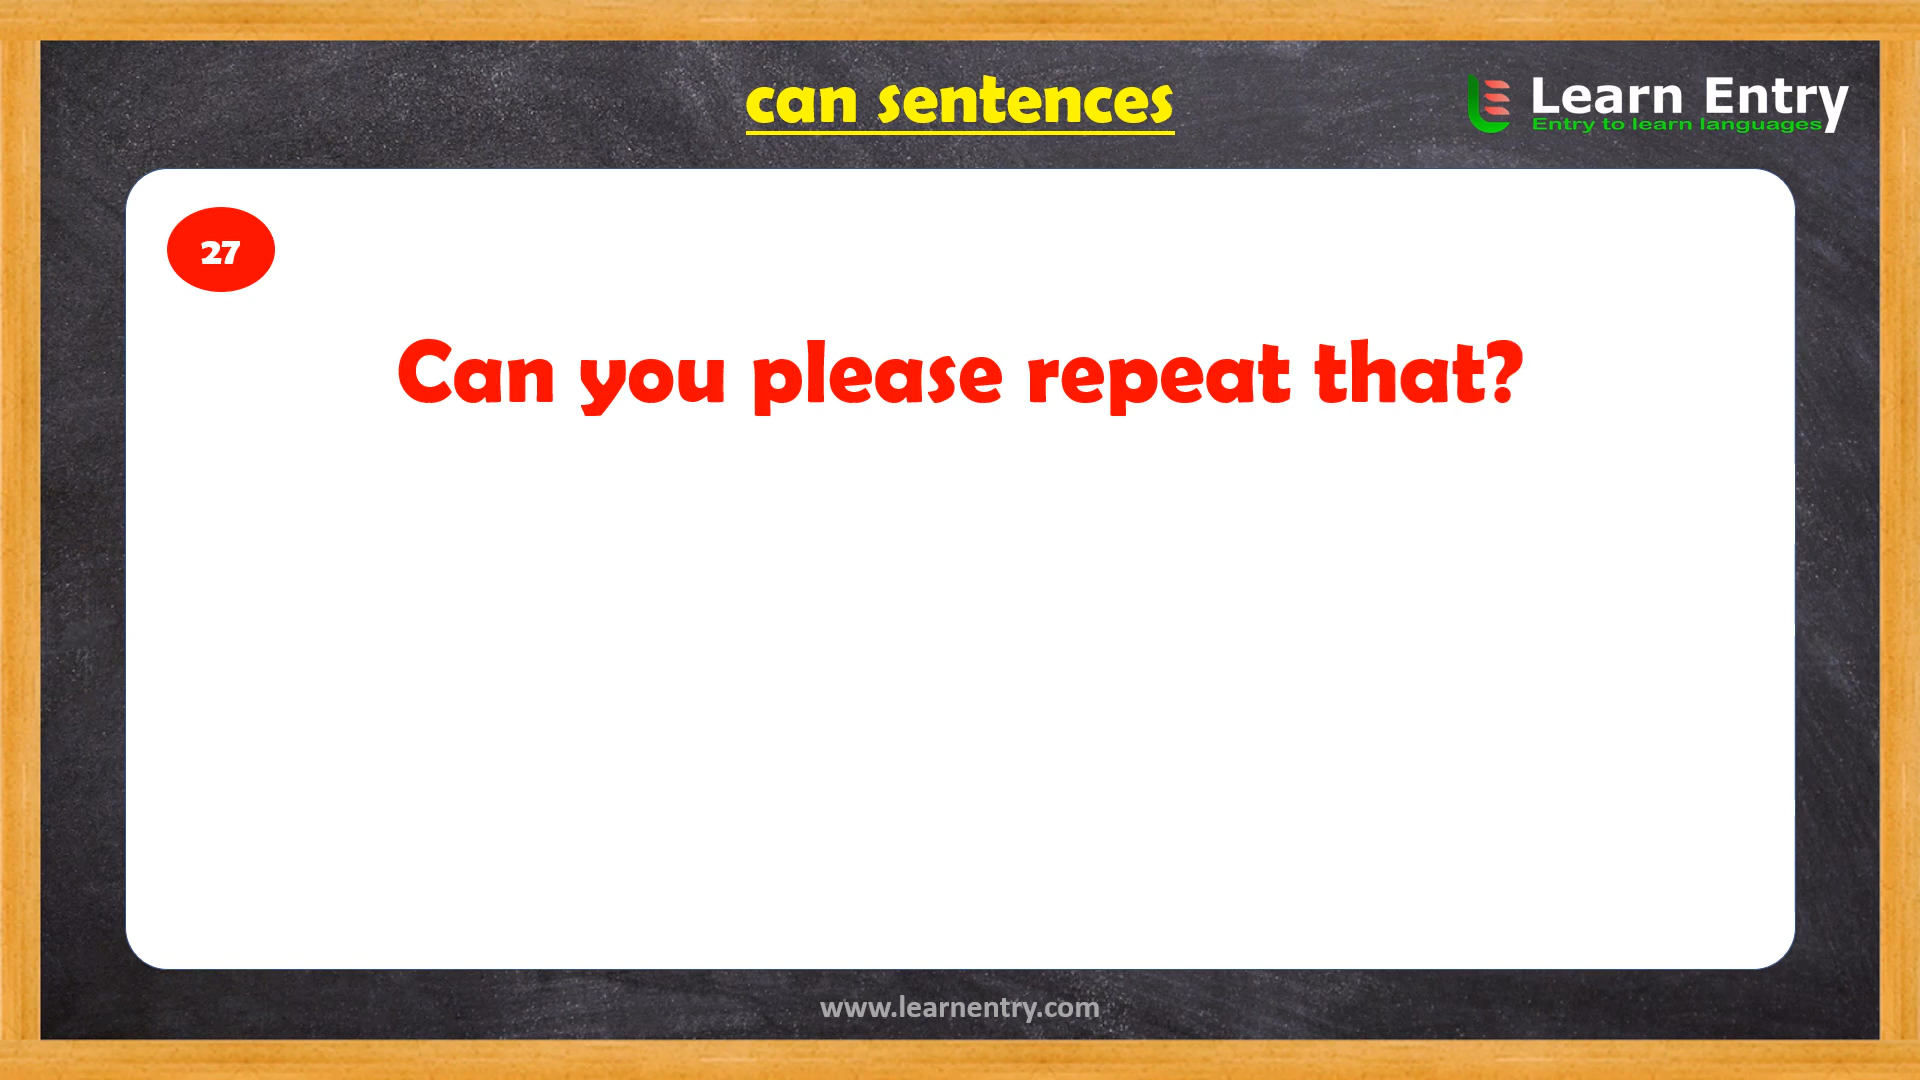 can sentences
Learn Entry
Entry to learn languages
27
Can you please repeat that?
www.learnentry.com